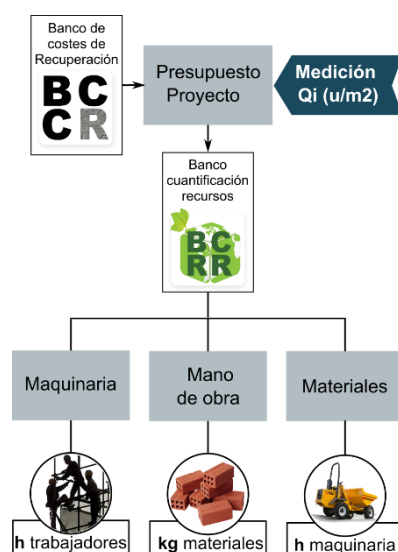 Banco de
costes de
Recuperación
BC
CR
Presupuesto
Proyecto
Medición
Qi (u/m2)
Banco
cuantificación
recursos
BC
RR
Maquinaria
Mano
de obra
Materiales
h trabajadores
kg materiales
h maquinaria